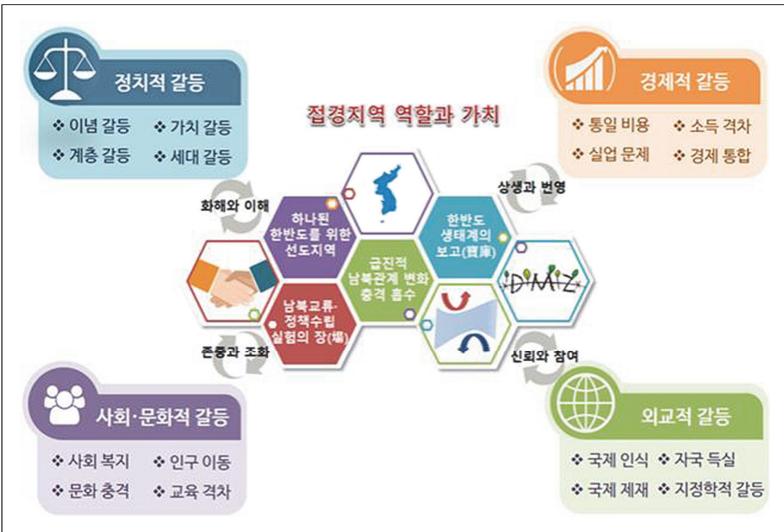 정치적 갈등
❖ 이념 갈등 ❖ 가치 갈등
❖ 계층 갈등 ❖ 세대 갈등
경제적 갈등
❖ 통일 비용 ❖ 소득 격차
❖ 실업 문제 ❖ 경제 통합
접경지역 역할과 가치
화해와 이해
상생과 번영
하나된
한반도를 위한
선도지역
한반도
생태계의
보고(寶庫)
급진적
남북관계 변화
충격 흡수
DMZ
남북교류·
정책수립
실험의 장(場)
존중과 조화
신뢰와 참여
사회·문화적 갈등
❖ 사회 복지 ❖ 인구 이동
❖ 문화 충격 ❖ 교육 격차
외교적 갈등
❖ 국제 인식 ❖ 자국 득실
❖ 국제 제재 ❖ 지정학적 갈등